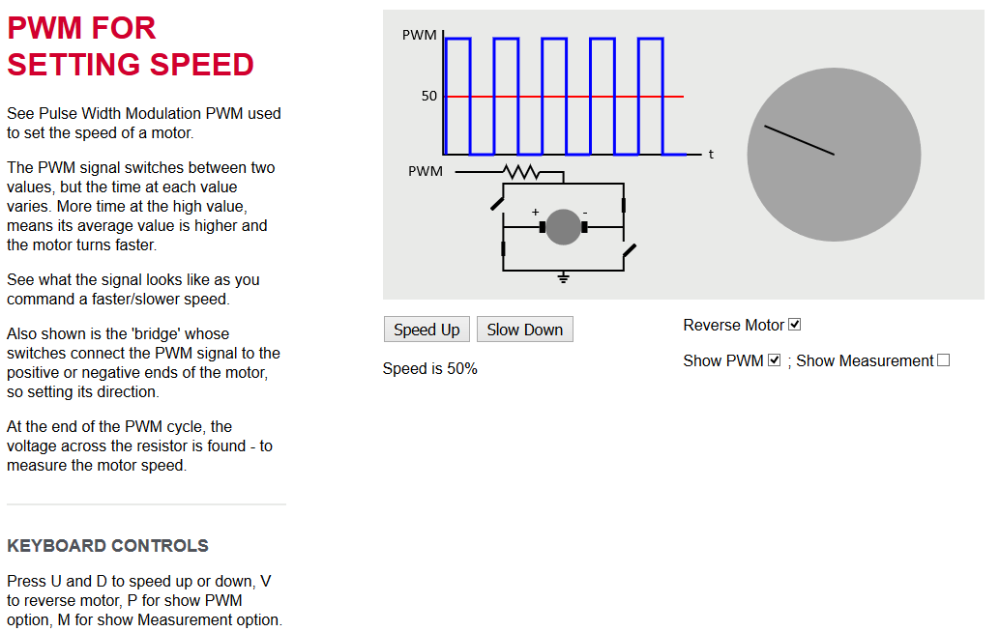 PWM FOR
SETTING SPEED
See Pulse Width Modulation PWM used
to set the speed of a motor.
The PWM signal switches between two
values, but the time at each value
varies. More time at the high value,
means its average value is higher and
the motor turns faster.
See what the signal looks like as you
command a faster/slower speed.
Also shown is the 'bridge' whose
switches connect the PWM signal to the
positive or negative ends of the motor,
so setting its direction.
At the end of the PWM cycle, the
voltage across the resistor is found - to
measure the motor speed.
KEYBOARD CONTROLS
Press U and D to speed up or down, V
to reverse motor, P for show PWM
option, M for show Measurement option.
PWM
50
t
PWM
+ -
Speed Up Slow Down
Speed is 50%
Reverse Motor
Show PWM ; Show Measurement